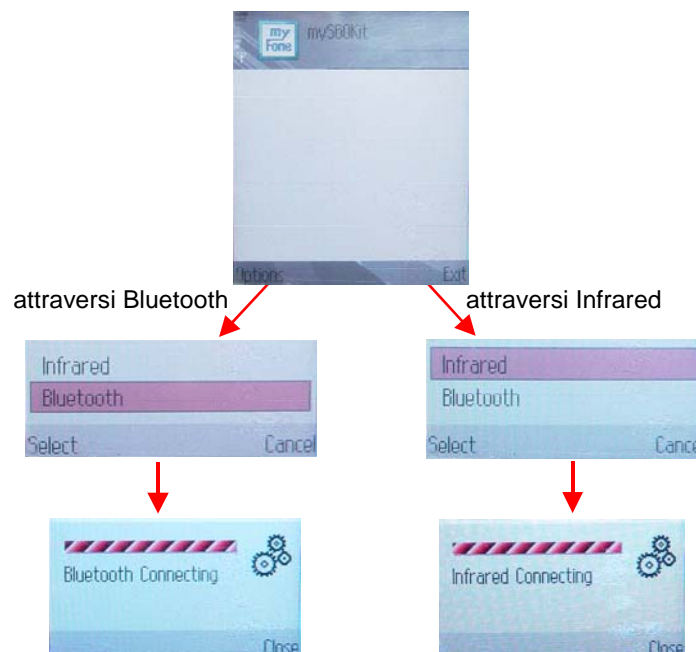 my
Fone
myS60Kit
Options
Exit
attraversi Bluetooth
attraversi Infrared
Infrared
Bluetooth
Select
Cancel
Infrared
Bluetooth
Select
Cance
Bluetooth Connecting
Close
Infrared Connecting
Close